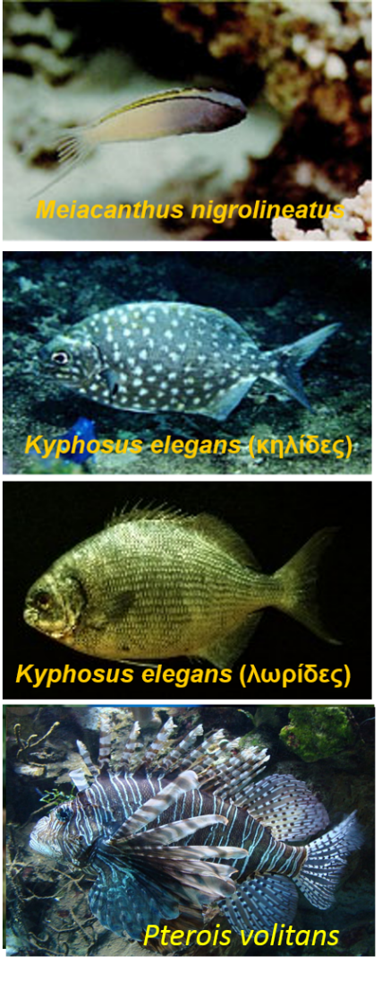 Meiacanthus nigrolineatus
Kyphosus elegans (κηλίδες)
Kyphosus elegans (λωρίδες)
Pterois volitans